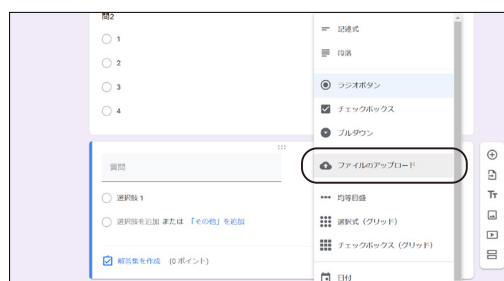 問2
1
2
3
4
質問
選択肢 1
選択肢を追加 または 「その他」を追加
解答集を作成 (0 ポイント)
記述式
段落
ラジオボタン
チェックボックス
プルダウン
ファイルのアップロード
均等目盛
選択式（グリッド）
チェックボックス（グリッド）
日付
Tт